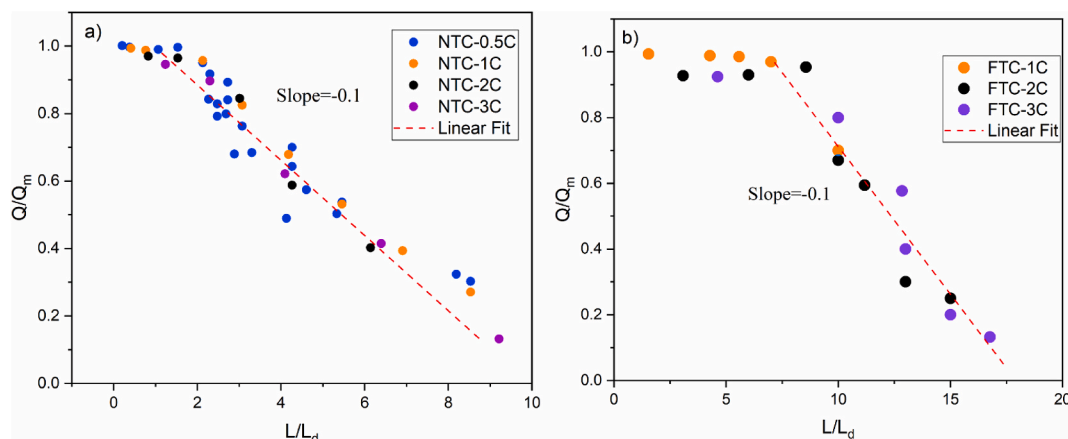 a)
NTC-0.5C
NTC-1C
NTC-2C
NTC-3C
Linear Fit
Slope=-0.1
Q/Qm
1.0
0.8
0.6
0.4
0.2
0.0
0 2 4 6 8 10
L/Ld
b)
FTC-1C
FTC-2C
FTC-3C
Linear Fit
Slope=-0.1
Q/Qm
1.0
0.8
0.6
0.4
0.2
0.0
0 5 10 15 20
L/Ld